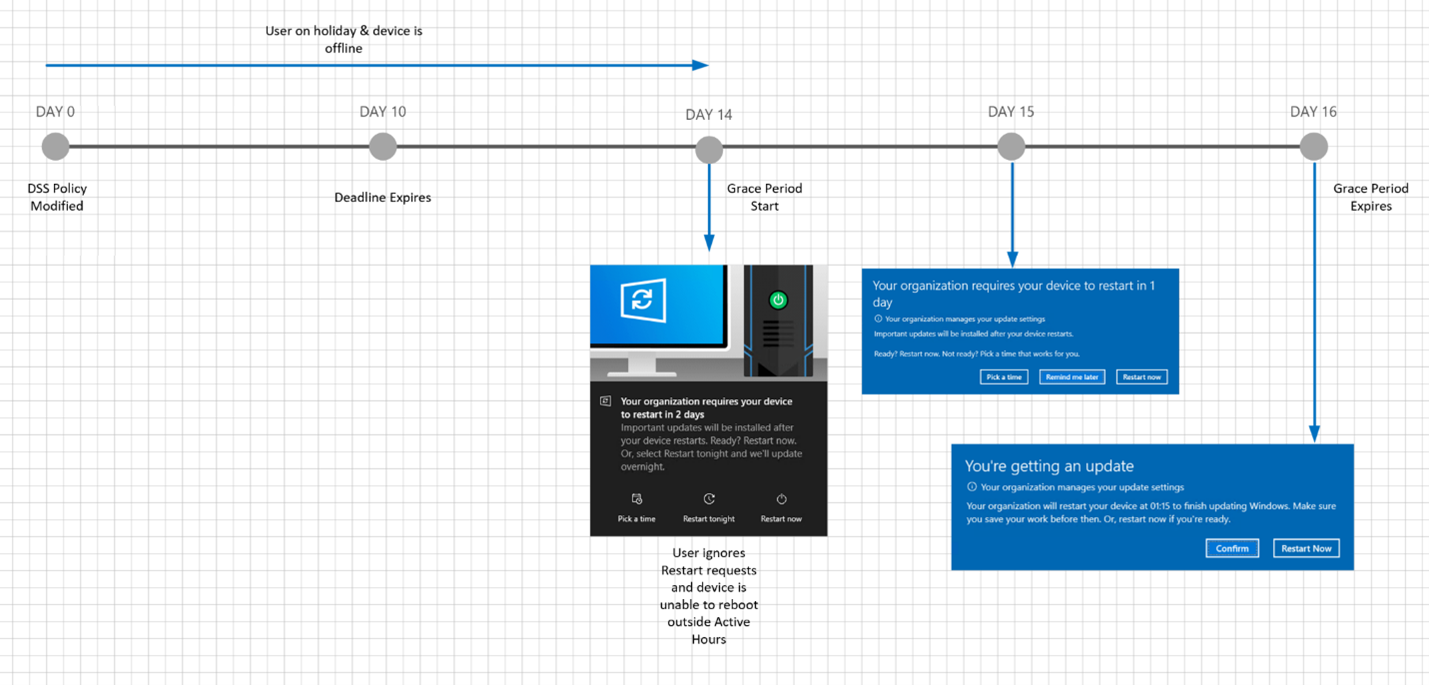 User on holiday & device is
offline
DAY 0
DAY 10
DAY 14
DAY 15
DAY 16
DSS Policy
Modified
Deadline Expires
Grace Period
Start
Grace Period
Expires
Your organization requires your device
to restart in 2 days
Important updates will be installed after
your device restarts. Ready? Restart now.
Or, select Restart tonight and we'll update
overnight.
Pick a time
Restart tonight
Restart now
User ignores
Restart requests
and device is
unable to reboot
outside Active
Hours
Your organization requires your device to restart in 1
day
Your organization manages your update settings
Important updates will be installed after your device restarts.
Ready? Restart now. Not ready? Pick a time that works for you.
Pick a time
Remind me later
Restart now
You're getting an update
Your organization manages your update settings
Your organization will restart your device at 01:15 to finish updating Windows. Make sure
you save your work before then. Or, restart now if you're ready.
Confirm
Restart Now